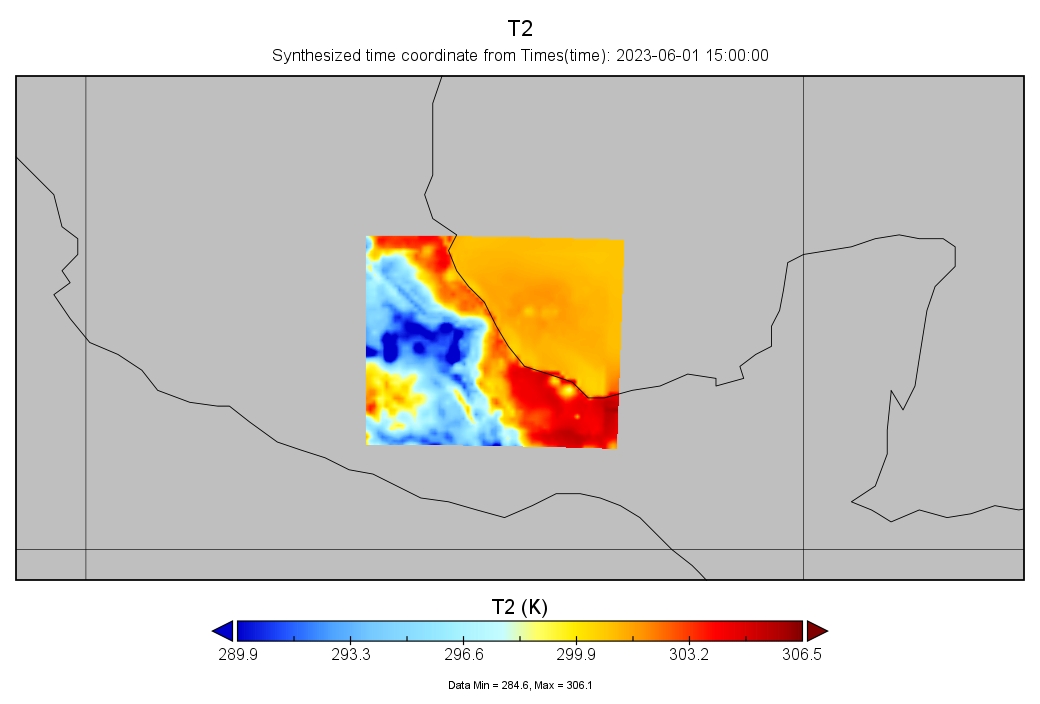 T2
Synthesized time coordinate from Times(time): 2023-06-01 15:00:00
T2 (K)
289.9 293.3 296.6 299.9 303.2 306.5
Data Min = 284.6, Max = 306.1